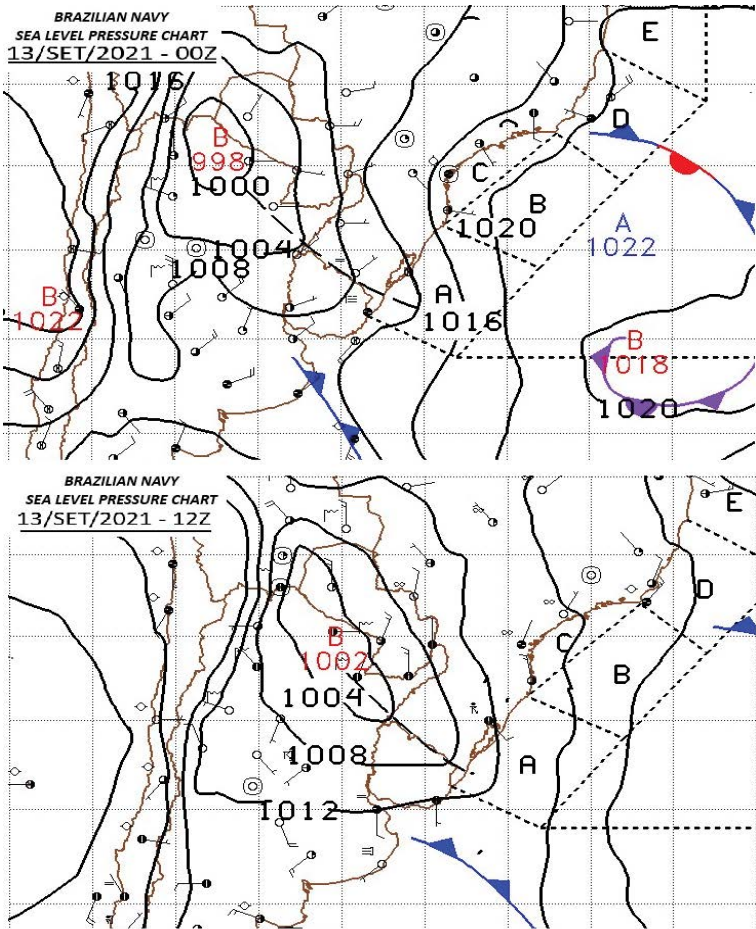 BRAZILIAN NAVY
SEA LEVEL PRESSURE CHART
13/SET/2021 - 00Z
1016
E
B
998
D
1000
C
B
1020
A
1022
1004
1008
B
1022
A
1016
B
1018
1020
BRAZILIAN NAVY
SEA LEVEL PRESSURE CHART
13/SET/2021 - 12Z
E
D
B
1002
C
B
1004
1008
A
1012